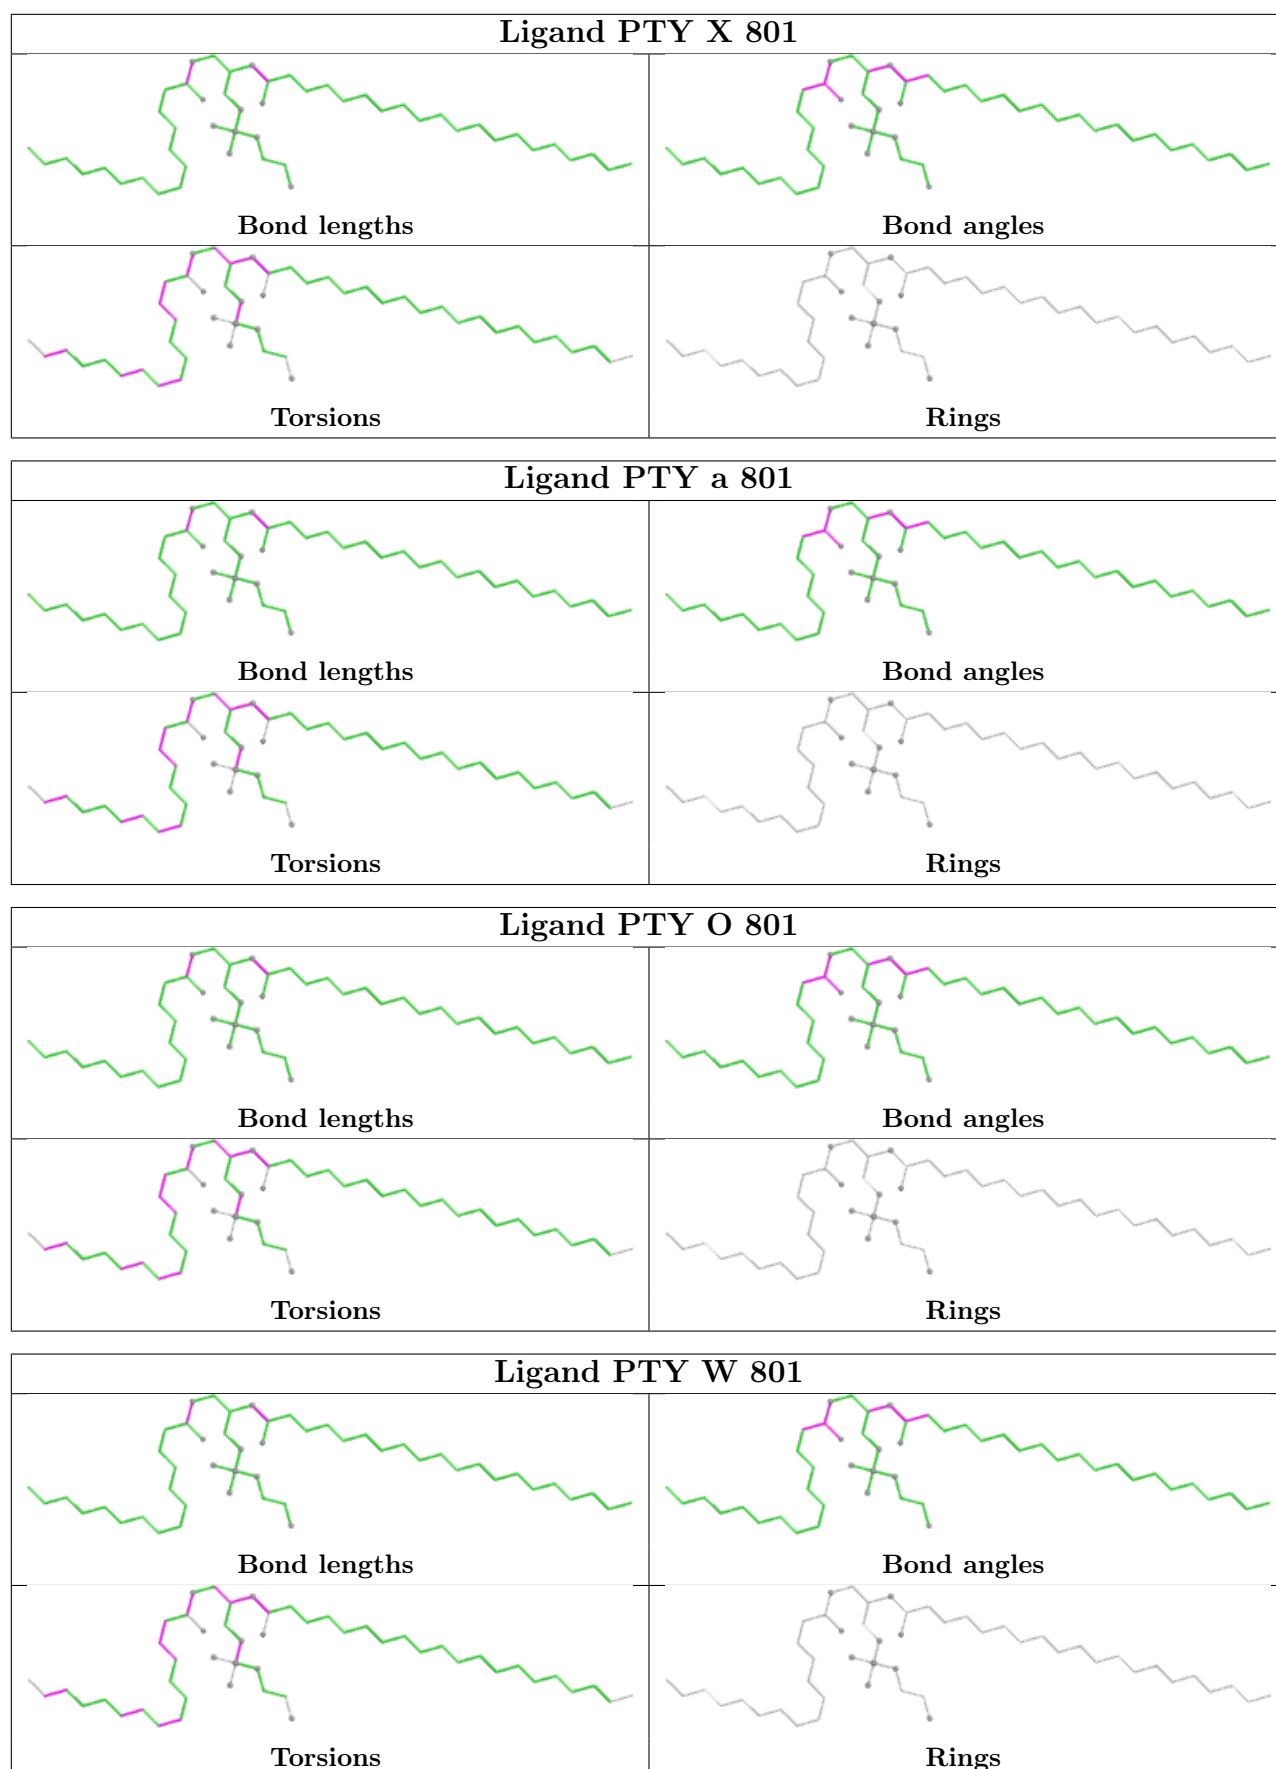 Ligand PTY X 801
Bond lengths
Bond angles
Torsions
Rings
Ligand PTY a 801
Bond lengths
Bond angles
Torsions
Rings
Ligand PTY O 801
Bond lengths
Bond angles
Torsions
Rings
Ligand PTY W 801
Bond lengths
Bond angles
Torsions
Rings